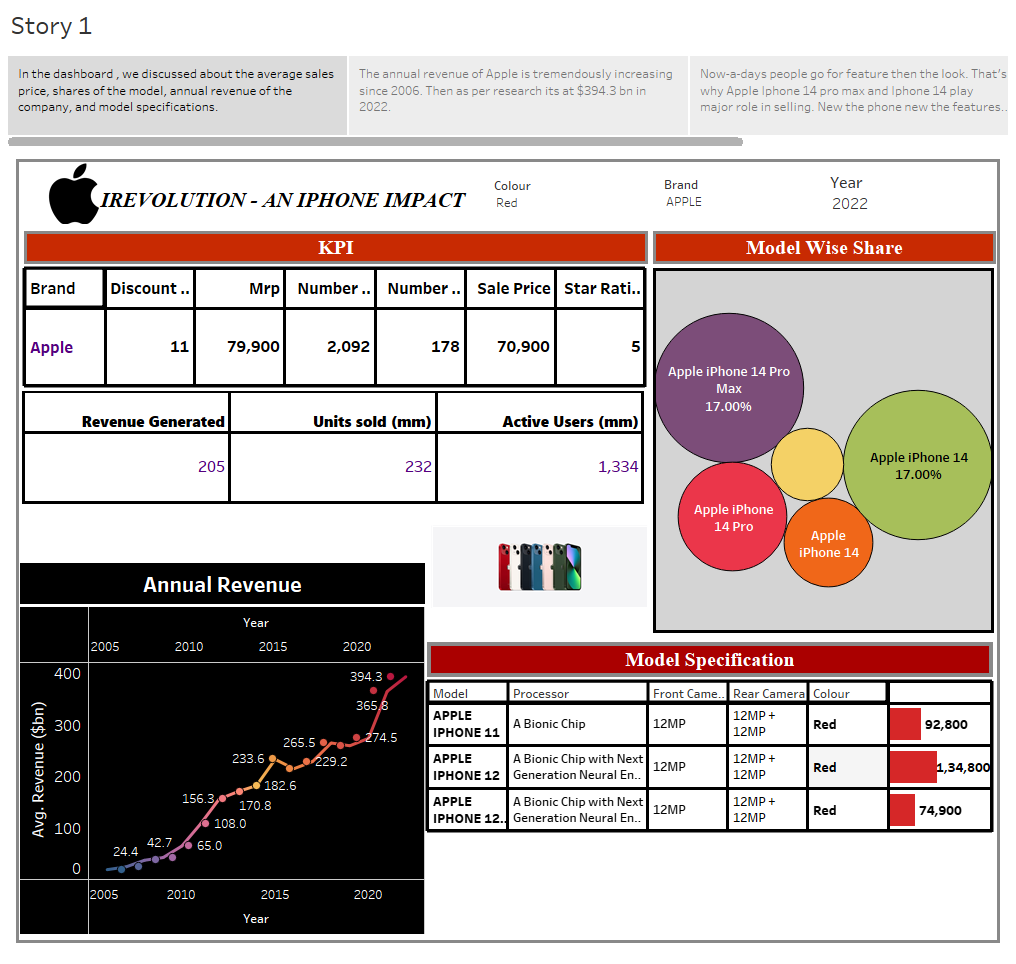 Story 1
In the dashboard , we discussed about the average sales
price, shares of the model, annual revenue of the
company, and model specifications.
The annual revenue of Apple is tremendously increasing
since 2006. Then as per research its at $394.3 bn in
2022.
Now-a-days people go for feature then the look. That's
why Apple Iphone 14 pro max and Iphone 14 play
major role in selling. New the phone new the features..
IREVOLUTION - AN IPHONE IMPACT
Colour
Red
Brand
APPLE
Year
2022
KPI
Brand Discount .. Mrp Number .. Number .. Sale Price Star Rati..
Apple 11 79,900 2,092 178 70,900 5
Revenue Generated Units sold (mm) Active Users (mm)
205 232 1,334
Model Wise Share
Apple iPhone 14 Pro
Max
17.00%
Apple iPhone 14
17.00%
Apple iPhone
14 Pro
Apple
iPhone 14
Annual Revenue
Year
2005 2010 2015 2020
Avg. Revenue ($bn)
400
300
200
100
0
394.3
365.8
274.5
265.5
233.6
229.2
182.6
156.3
170.8
108.0
65.0
42.7
24.4
2005 2010 2015 2020
Year
Model Specification
Model Processor Front Came.. Rear Camera Colour
APPLE
IPHONE 11
A Bionic Chip
12MP
12MP +
12MP
Red
92,800
APPLE
IPHONE 12
A Bionic Chip with Next
Generation Neural En..
12MP
12MP +
12MP
Red
1,34,800
APPLE
IPHONE 12..
A Bionic Chip with Next
Generation Neural En..
12MP
12MP +
12MP
Red
74,900